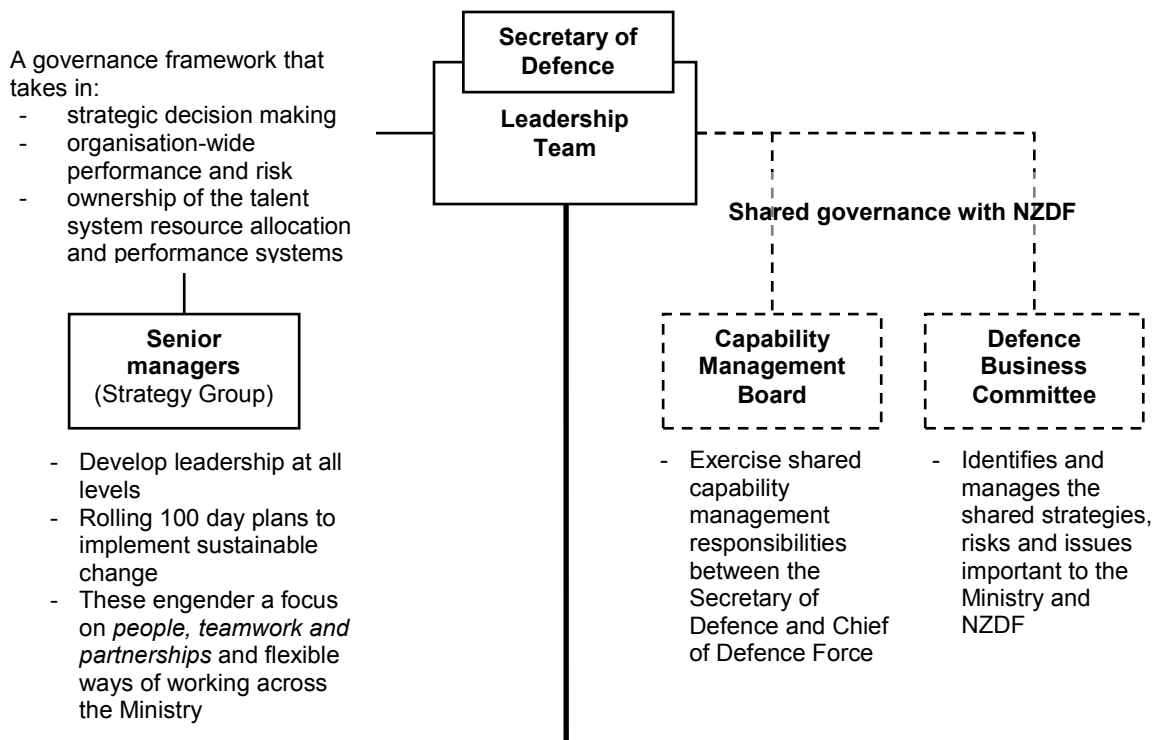 Secretary of
Defence
Leadership
Team
A governance framework that
takes in:
- strategic decision making
- organisation-wide
performance and risk
- ownership of the talent
system resource allocation
and performance systems
Shared governance with NZDF
Senior
managers
(Strategy Group)
- Develop leadership at all
levels
- Rolling 100 day plans to
implement sustainable
change
- These engender a focus
on people, teamwork and
partnerships and flexible
ways of working across
the Ministry
Capability
Management
Board
- Exercise shared
capability
management
responsibilities
between the
Secretary of
Defence and Chief
of Defence Force
Defence
Business
Committee
- Identifies and
manages the
shared strategies,
risks and issues
important to the
Ministry and
NZDF